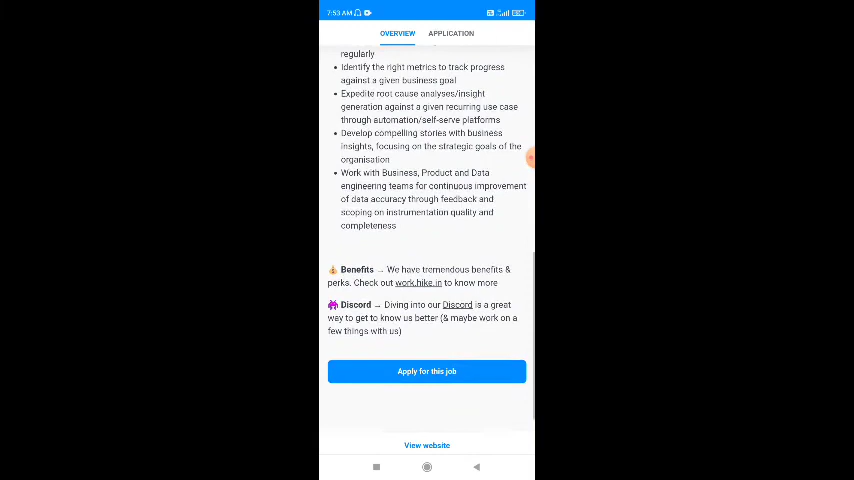 7:53 AM
OVERVIEW APPLICATION
regularly
• Identify the right metrics to track progress
against a given business goal
• Expedite root cause analyses/insight
generation against a given recurring use case
through automation/self-serve platforms
• Develop compelling stories with business
insights, focusing on the strategic goals of the
organisation
• Work with Business, Product and Data
engineering teams for continuous improvement
of data accuracy through feedback and
scoping on instrumentation quality and
completeness
💰 Benefits → We have tremendous benefits &
perks. Check out work.hike.in to know more
👾 Discord → Diving into our Discord is a great
way to get to know us better (& maybe work on a
few things with us)
Apply for this job
View website